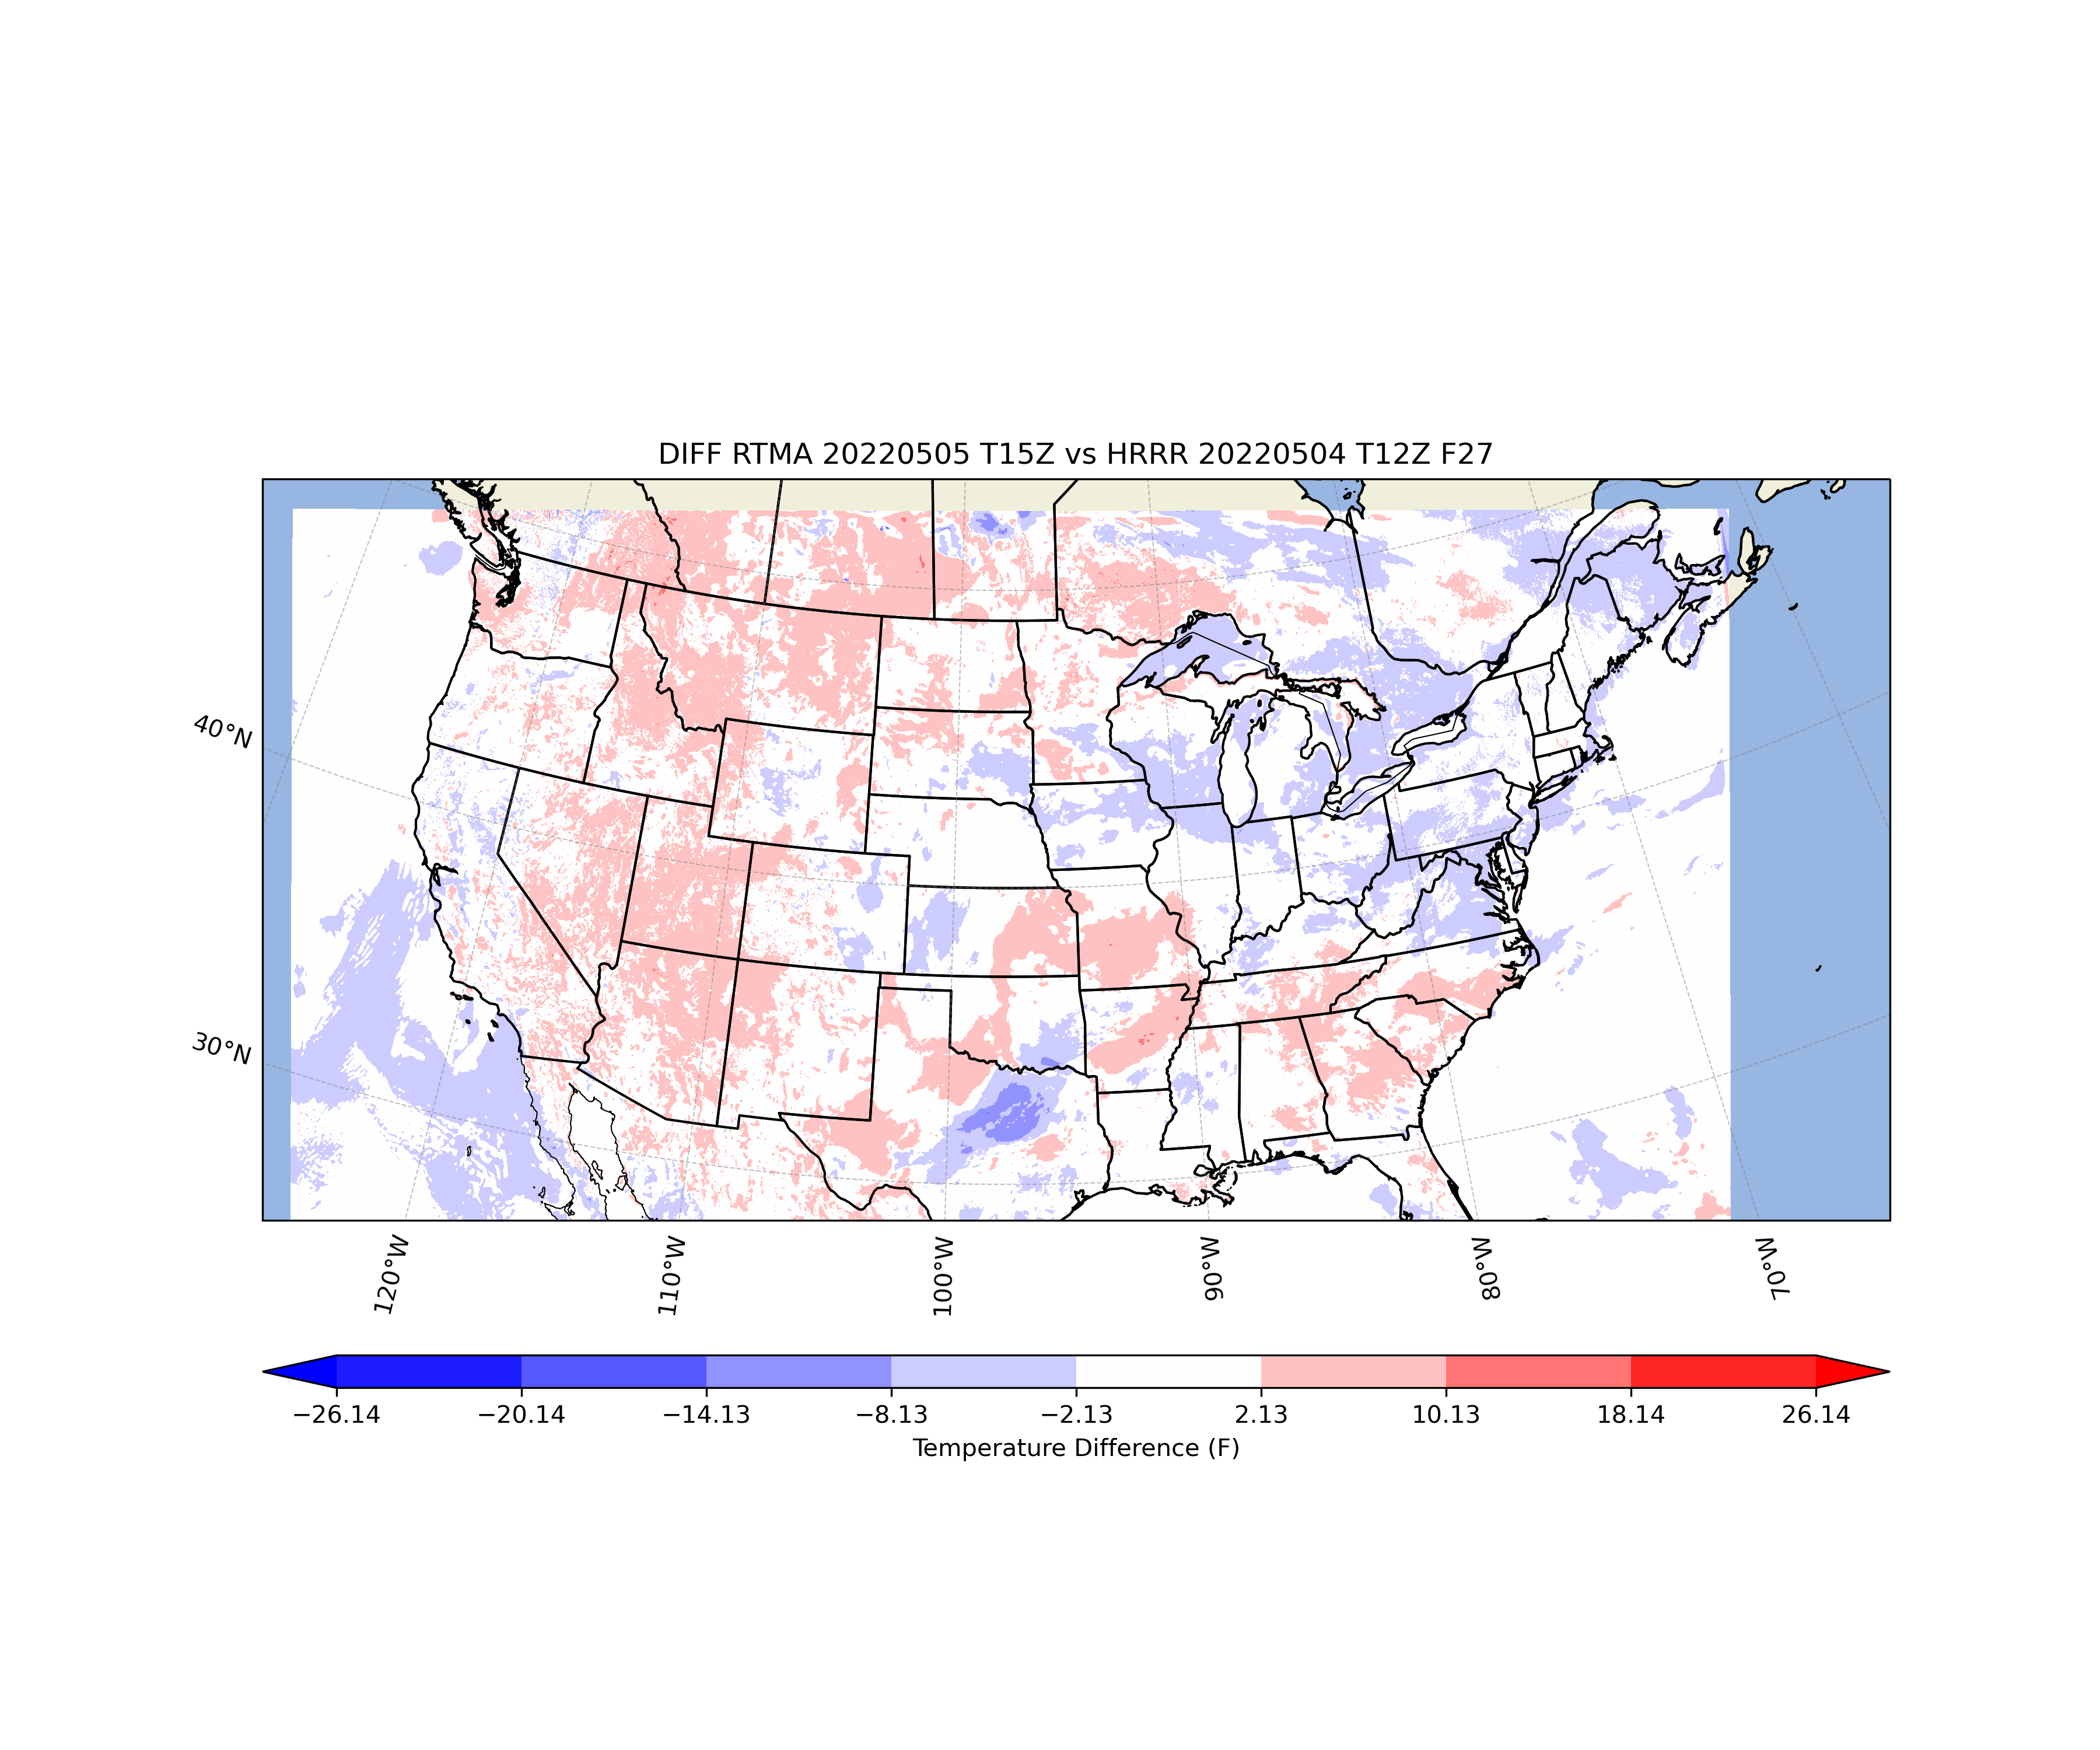 DIFF RTMA 20220505 T15Z vs HRRR 20220504 T12Z F27
40°N
30°N
120°W 110°W 100°W 90°W 80°W 70°W
−26.14 −20.14 −14.13 −8.13 −2.13 2.13 10.13 18.14 26.14
Temperature Difference (F)